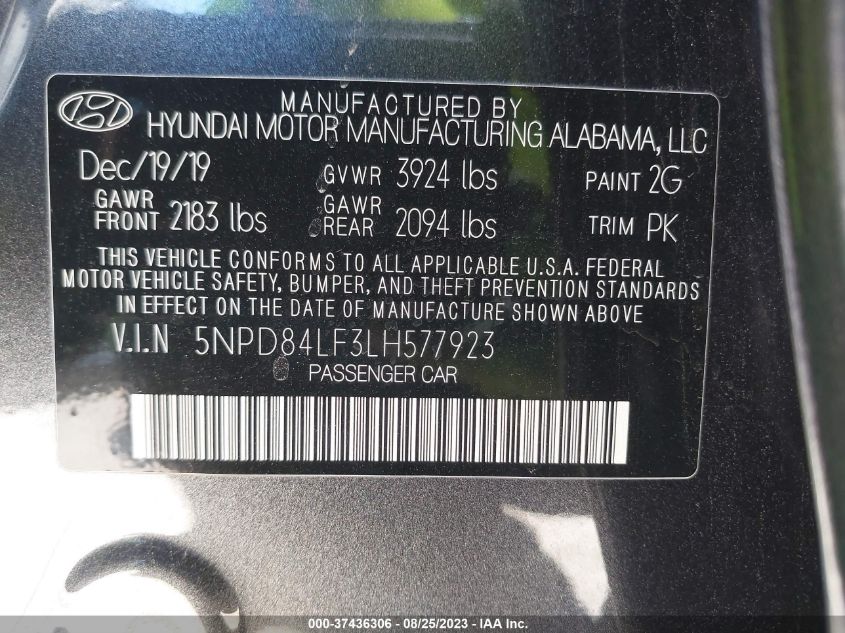 MANUFACTURED BY
HYUNDAI MOTOR MANUFACTURING ALABAMA, LLC
Dec/19/19 GVWR 3924 lbs PAINT 2G
GAWR FRONT 2183 lbs GAWR REAR 2094 lbs TRIM PK
THIS VEHICLE CONFORMS TO ALL APPLICABLE U.S.A. FEDERAL
MOTOR VEHICLE SAFETY, BUMPER, AND THEFT PREVENTION STANDARDS
IN EFFECT ON THE DATE OF MANUFACTURE SHOWN ABOVE
V.I.N 5NPD84LF3LH577923
PASSENGER CAR
000-37436306 - 08/25/2023 - IAA Inc.